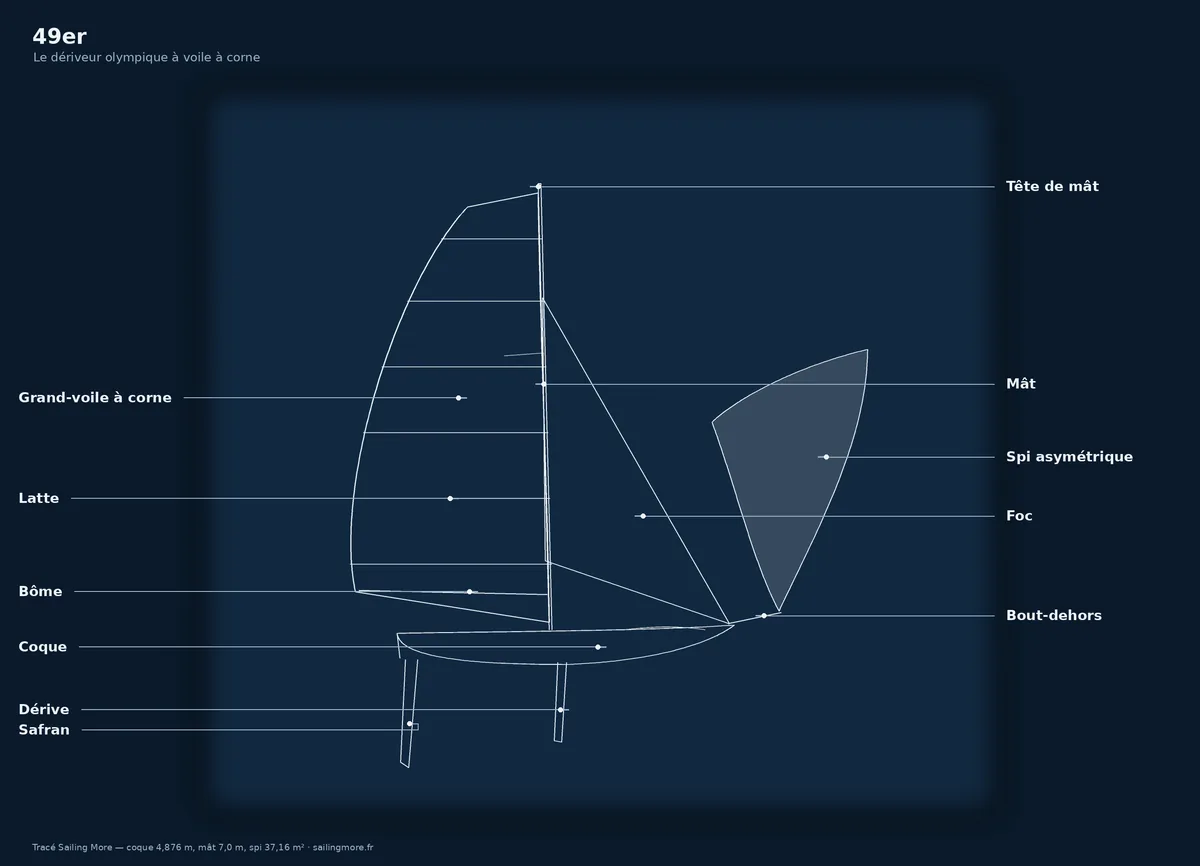 49er
Le dériveur olympique à voile à corne
Tête de mât
Mât
Grand-voile à corne
Spi asymétrique
Latte
Foc
Bôme
Bout-dehors
Coque
Dérive
Safran
Tracé Sailing More — coque 4,876 m, mât 7,0 m, spi 37,16 m² · sailingmore.fr